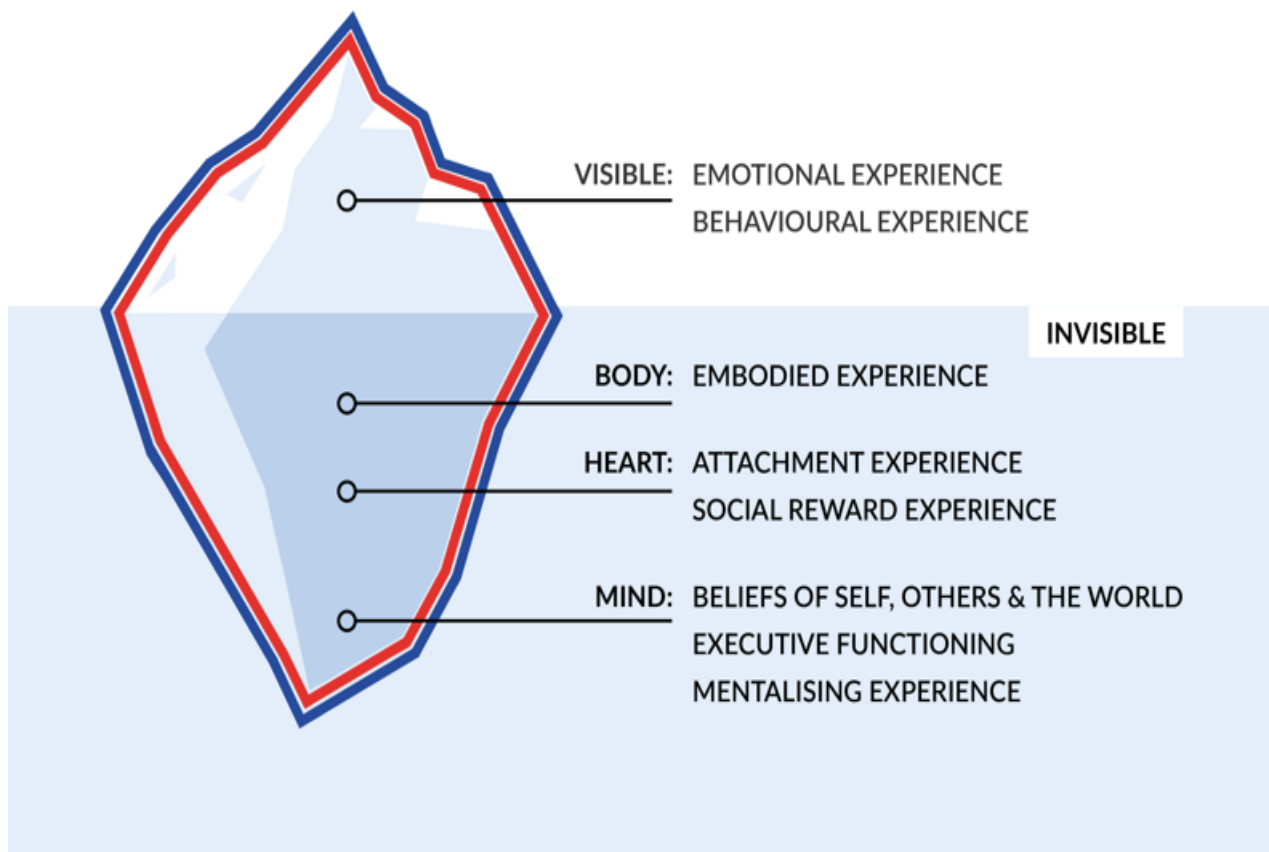 VISIBLE: EMOTIONAL EXPERIENCE
BEHAVIOURAL EXPERIENCE
INVISIBLE
BODY: EMBODIED EXPERIENCE
HEART: ATTACHMENT EXPERIENCE
SOCIAL REWARD EXPERIENCE
MIND: BELIEFS OF SELF, OTHERS & THE WORLD
EXECUTIVE FUNCTIONING
MENTALISING EXPERIENCE